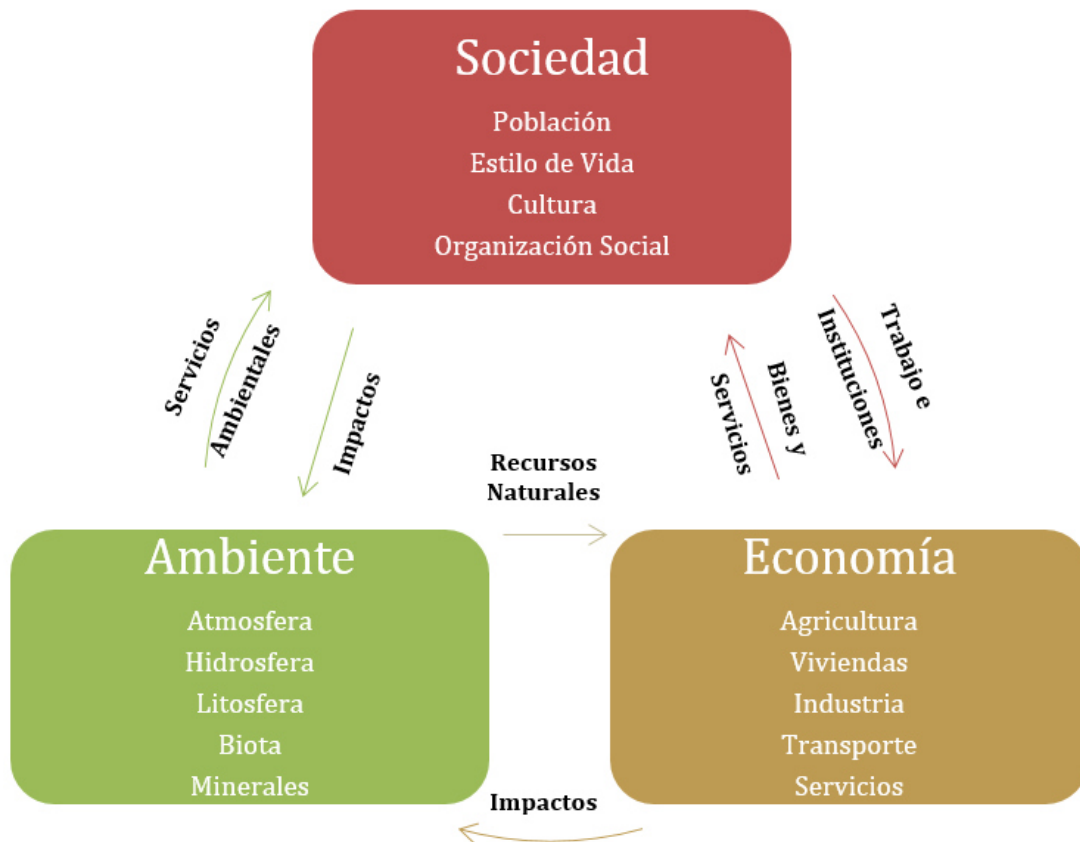 Sociedad
Población
Estilo de Vida
Cultura
Organización Social
Servicios
Ambientales
Impactos
Bienes y
Servicios
Trabajo e
Instituciones
Recursos
Naturales
Ambiente
Atmosfera
Hidrosfera
Litosfera
Biota
Minerales
Economía
Agricultura
Viviendas
Industria
Transporte
Servicios
Impactos